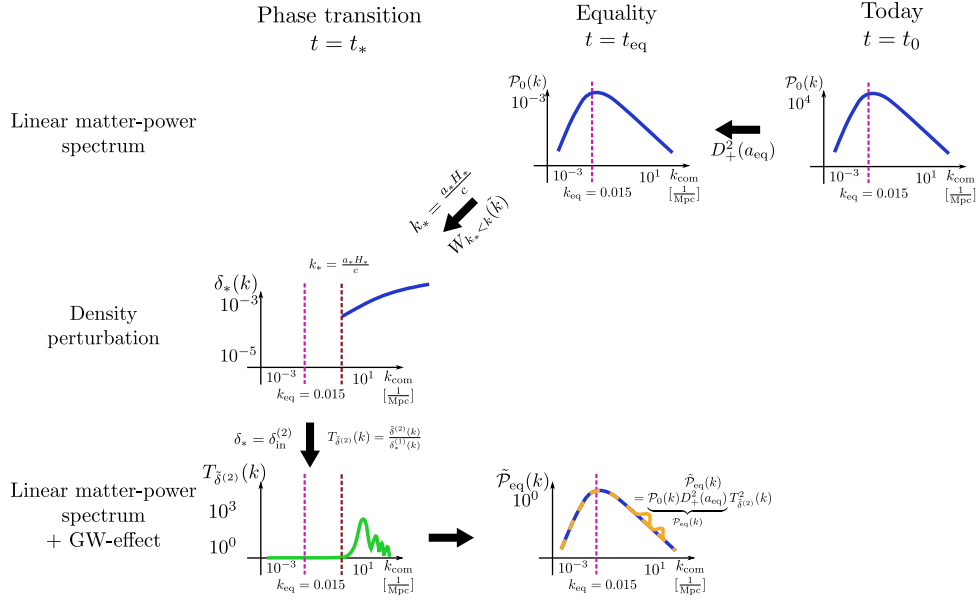 Phase transition
t = t_*
Equality
t = t_eq
Today
t = t_0
Linear matter-power
spectrum
P_0(k)
10^{-3}
10^{-3}
10^1
k_com
[1/Mpc]
k_eq = 0.015
D_+^2(a_eq)
P_0(k)
10^4
10^{-3}
10^1
k_com
[1/Mpc]
k_eq = 0.015
k_* = a_* H_*/c
W_{k_*<k}(k̃)
Density
perturbation
k_* = a_* H_*/c
δ_*(k)
10^{-3}
10^{-5}
10^{-3}
10^1
k_com
[1/Mpc]
k_eq = 0.015
δ_* = δ_in^{(2)}
T_{δ̃^{(2)}}(k) = δ̃^{(2)}(k)/δ_*^{(1)}(k)
Linear matter-power
spectrum
+ GW-effect
T_{δ̃^{(2)}}(k)
10^3
10^0
10^{-3}
10^1
k_com
[1/Mpc]
k_eq = 0.015
P̃_eq(k)
10^0
P̃_eq(k)
= P_0(k)D_+^2(a_eq) T^2_{δ̃^{(2)}}(k)
P_eq(k)
10^{-3}
10^1
k_com
[1/Mpc]
k_eq = 0.015